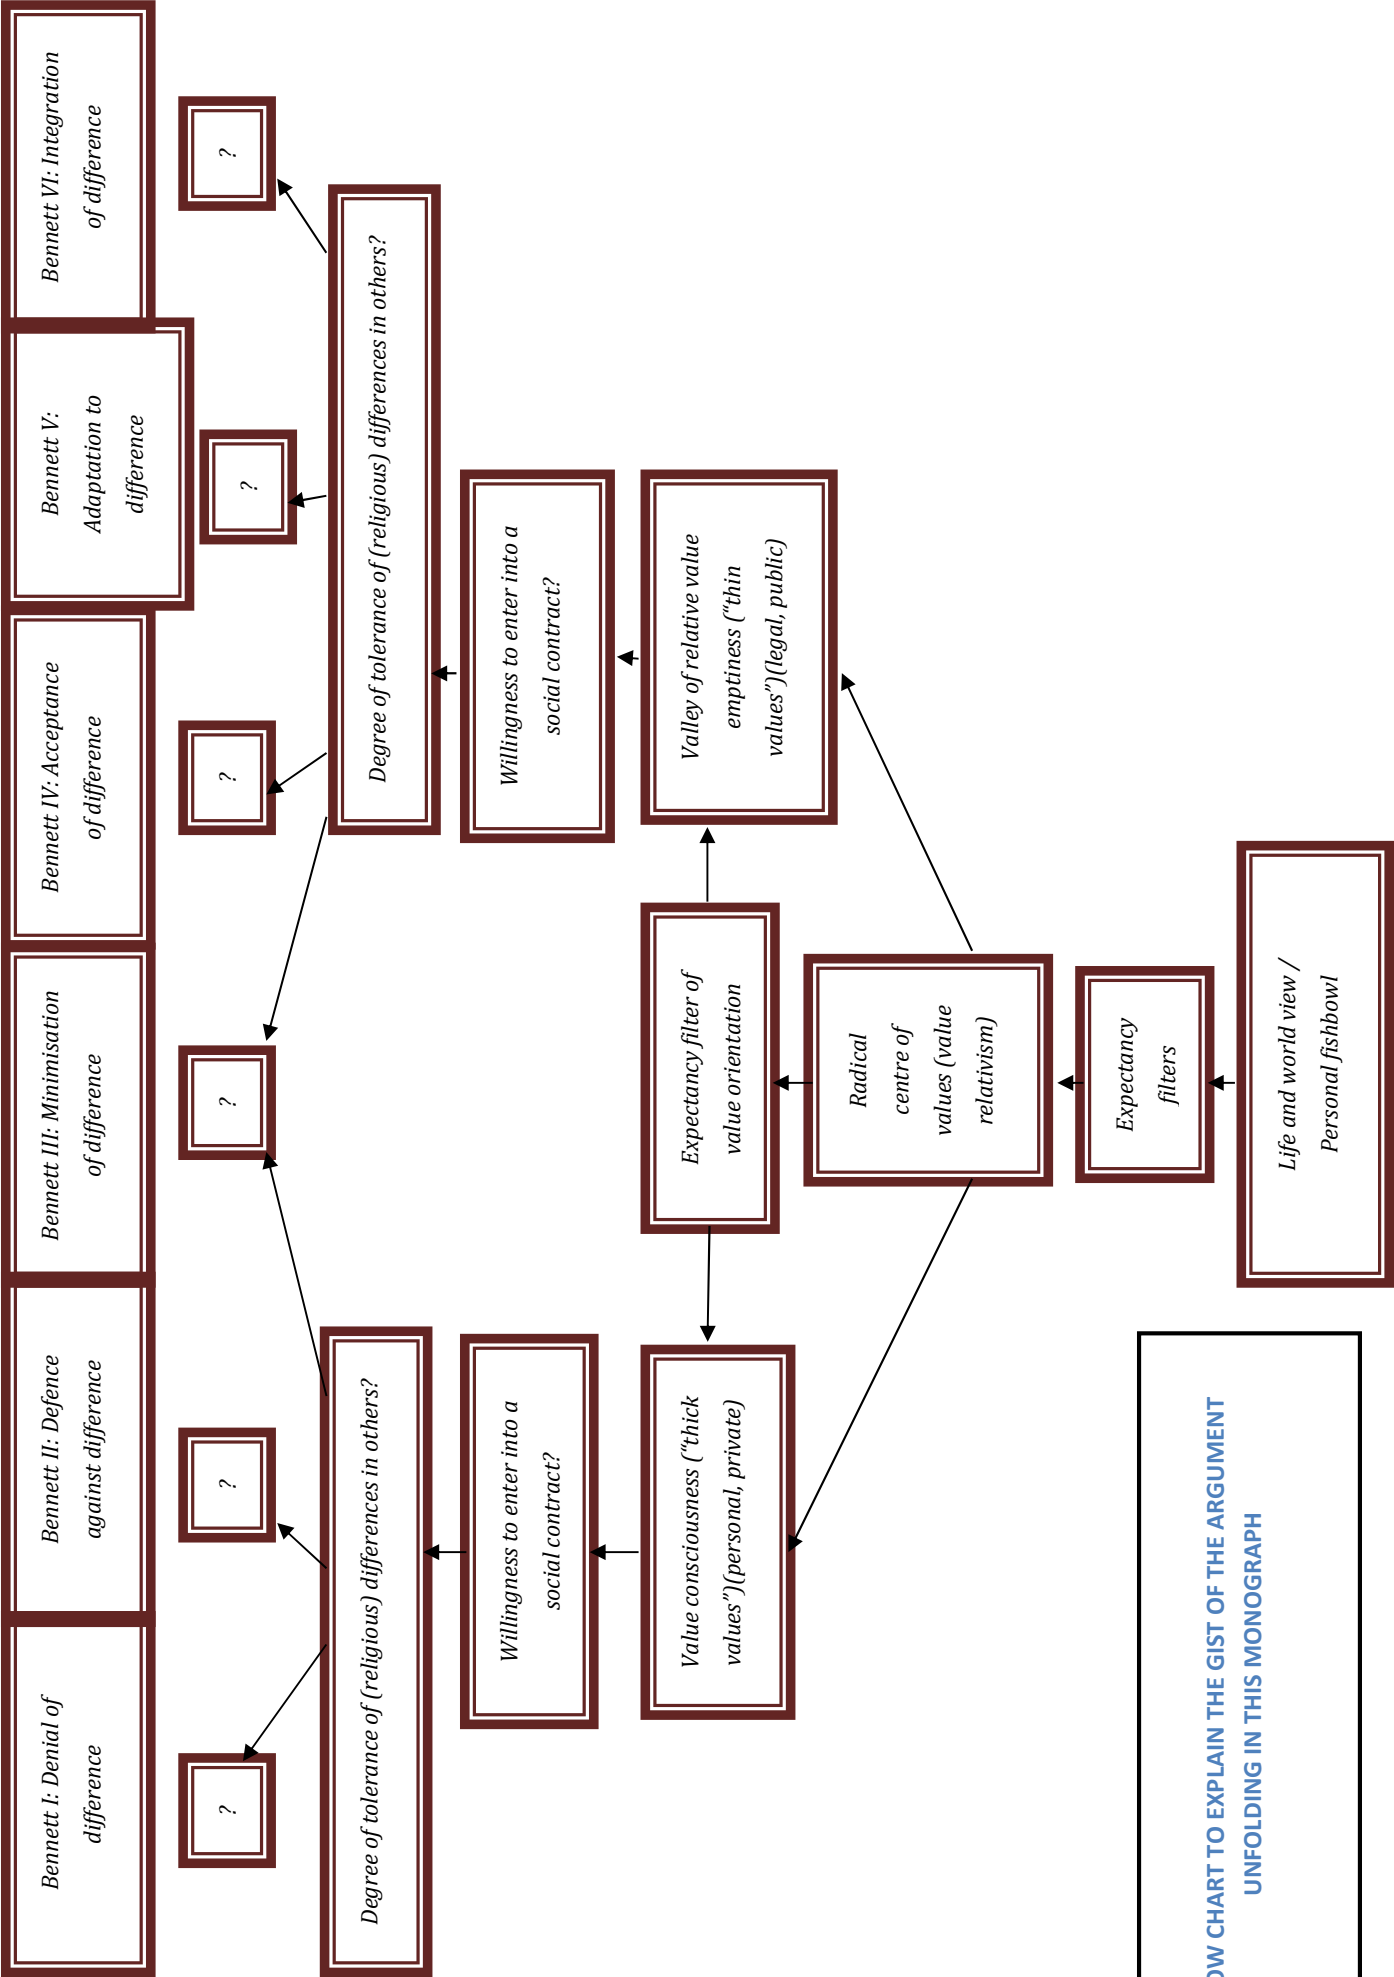 Bennett I: Denial of
difference
Bennett II: Defence
against difference
Bennett III: Minimisation
of difference
Bennett IV: Acceptance
of difference
Bennett V:
Adaptation to
difference
Bennett VI: Integration
of difference
?
?
?
?
?
?
Degree of tolerance of (religious) differences in others?
Degree of tolerance of (religious) differences in others?
Willingness to enter into a
social contract?
Willingness to enter into a
social contract?
Value consciousness (“thick
values”)(personal, private)
Expectancy filter of
value orientation
Valley of relative value
emptiness (“thin
values”)(legal, public)
Radical
centre of
values (value
relativism)
Expectancy
filters
Life and world view /
Personal fishbowl
OW CHART TO EXPLAIN THE GIST OF THE ARGUMENT
UNFOLDING IN THIS MONOGRAPH